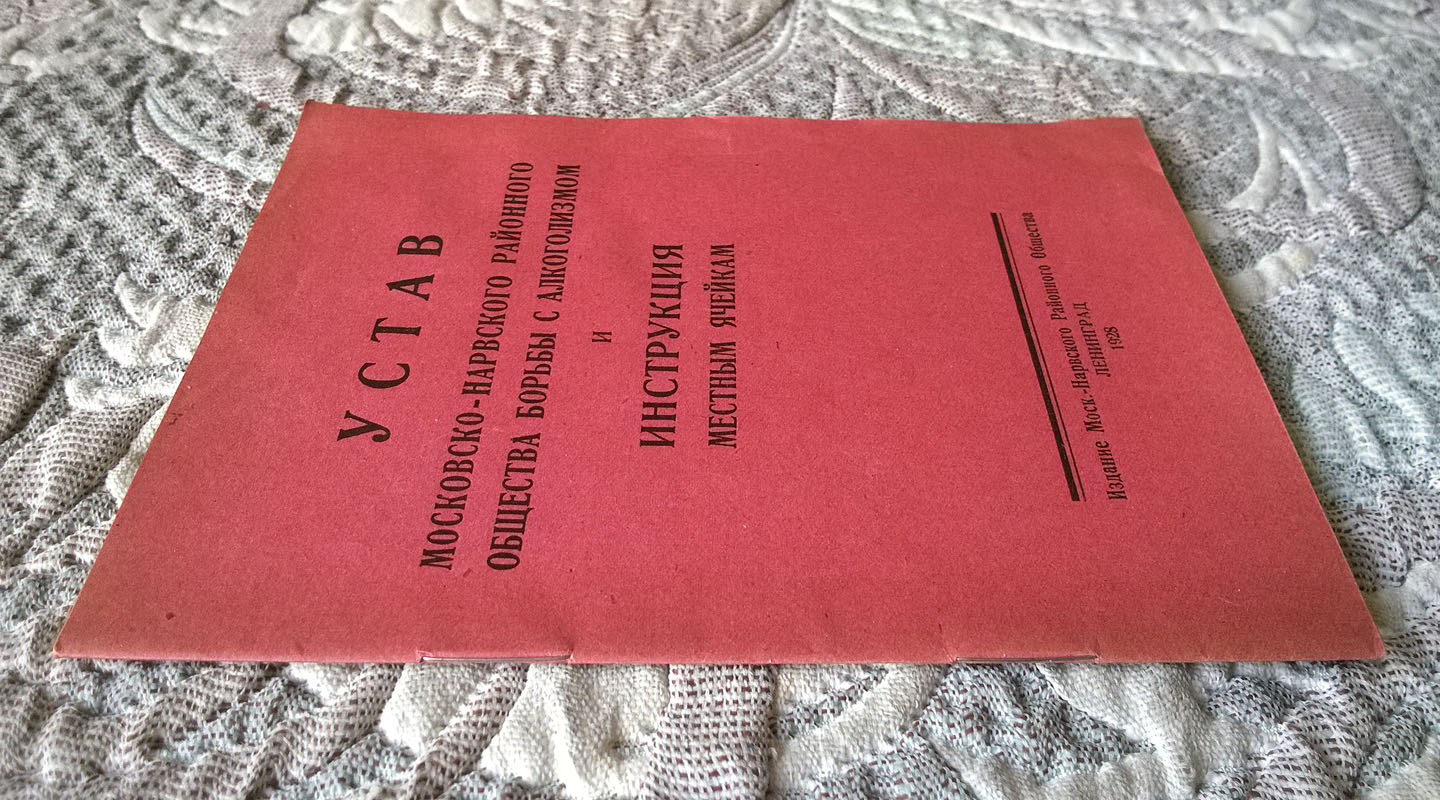 УСТАВ
МОСКОВСКО-НАРВСКОГО РАЙОННОГО
ОБЩЕСТВА БОРЬБЫ С АЛКОГОЛИЗМОМ
И
ИНСТРУКЦИЯ
МЕСТНЫМ ЯЧЕЙКАМ
Издание Моск.-Нарвского Районного Общества
ЛЕНИНГРАД
1928